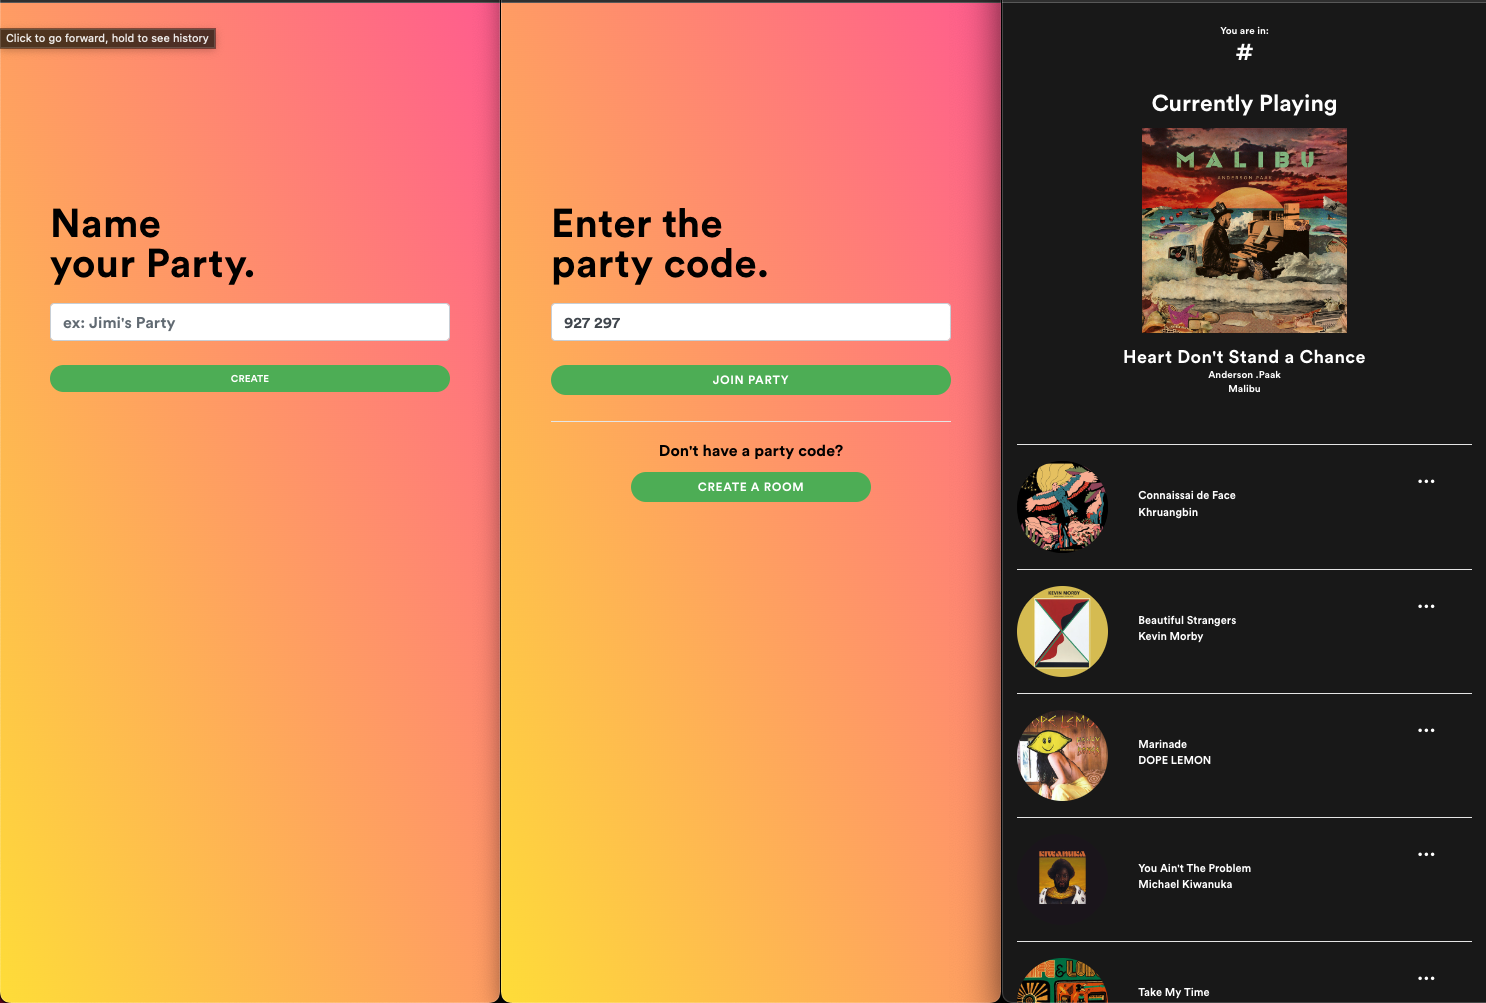 Click to go forward, hold to see history
Name
your Party.
ex: Jimi's Party
CREATE
Enter the
party code.
927 297
JOIN PARTY
Don't have a party code?
CREATE A ROOM
You are in:
#
Currently Playing
MALIBU
ANDERSON PAAK
Heart Don't Stand a Chance
Anderson .Paak
Malibu
Connaissai de Face
Khruangbin
KEVIN MORBY
Beautiful Strangers
Kevin Morby
Marinade
DOPE LEMON
KIWANUKA
You Ain't The Problem
Michael Kiwanuka
Take My Time